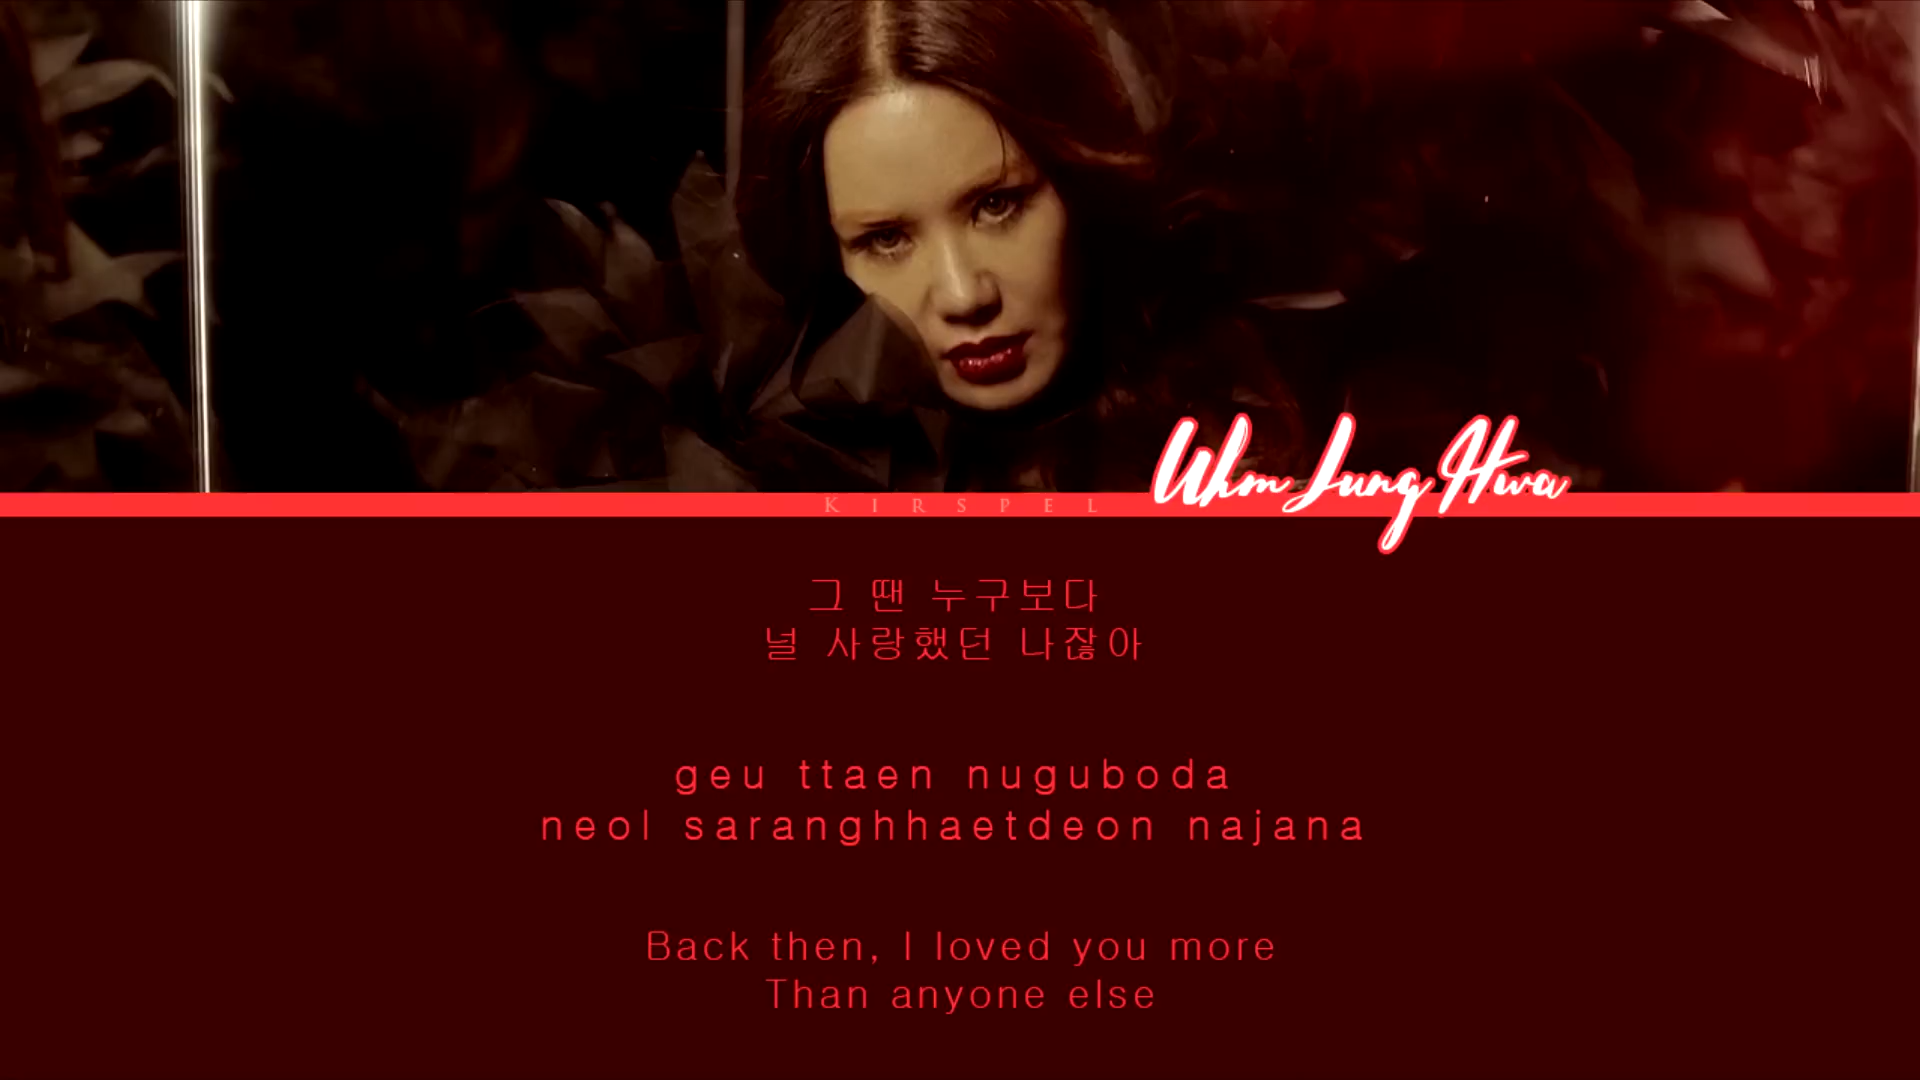 Uhm Jung Hwa
KIRSPEL
그 땐 누구보다
널 사랑했던 나잖아
geu ttaen nuguboda
neol saranghhaetdeon najana
Back then, I loved you more
Than anyone else